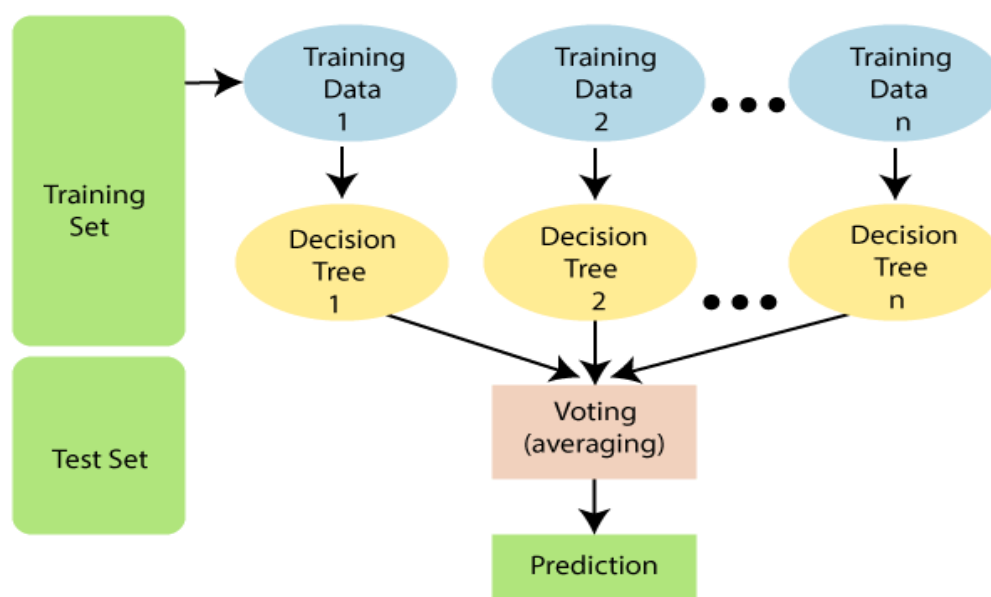 Training
Set
Test Set
Training
Data
1
Training
Data
2
Training
Data
n
Decision
Tree
1
Decision
Tree
2
Decision
Tree
n
Voting
(averaging)
Prediction